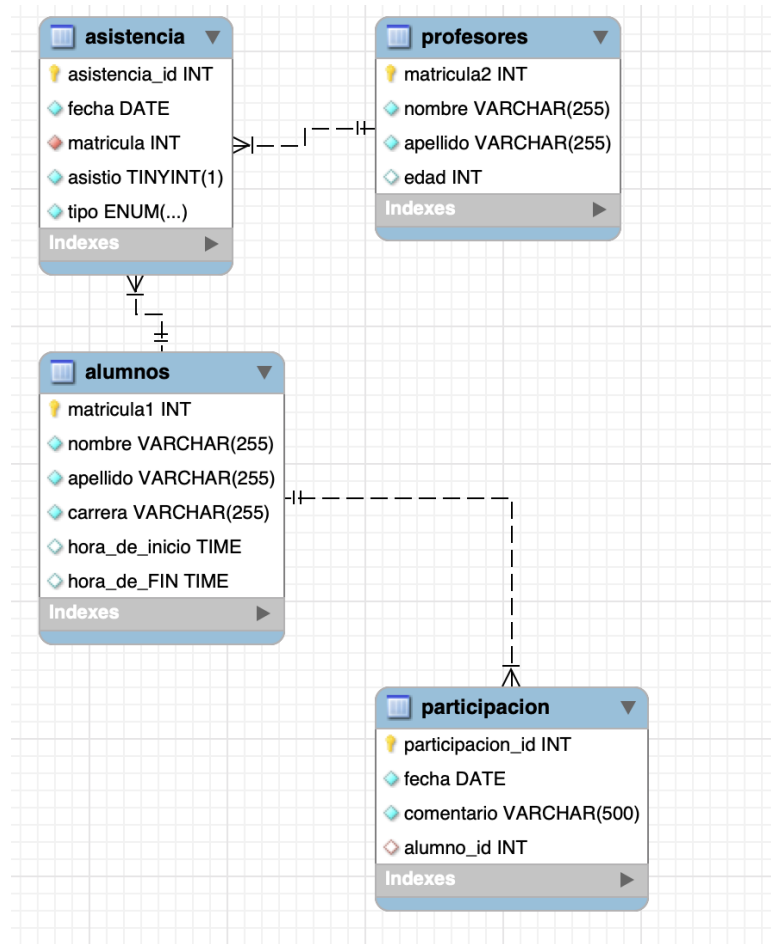 asistencia
asistencia_id INT
fecha DATE
matricula INT
asistio TINYINT(1)
tipo ENUM(...)
Indexes
profesores
matricula2 INT
nombre VARCHAR(255)
apellido VARCHAR(255)
edad INT
Indexes
alumnos
matricula1 INT
nombre VARCHAR(255)
apellido VARCHAR(255)
carrera VARCHAR(255)
hora_de_inicio TIME
hora_de_FIN TIME
Indexes
participacion
participacion_id INT
fecha DATE
comentario VARCHAR(500)
alumno_id INT
Indexes